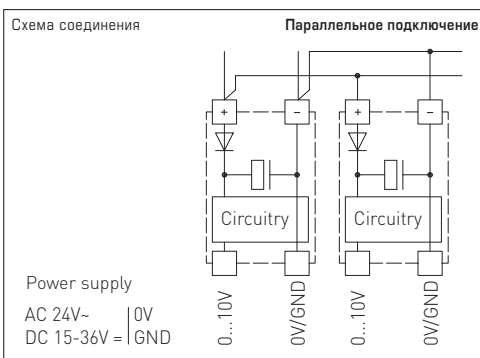 Схема соединения
Параллельное подключение
+ − + −
Circuitry
Circuitry
Power supply
AC 24V~ | 0V
DC 15-36V = | GND
0...10V
0V/GND
0...10V
0V/GND